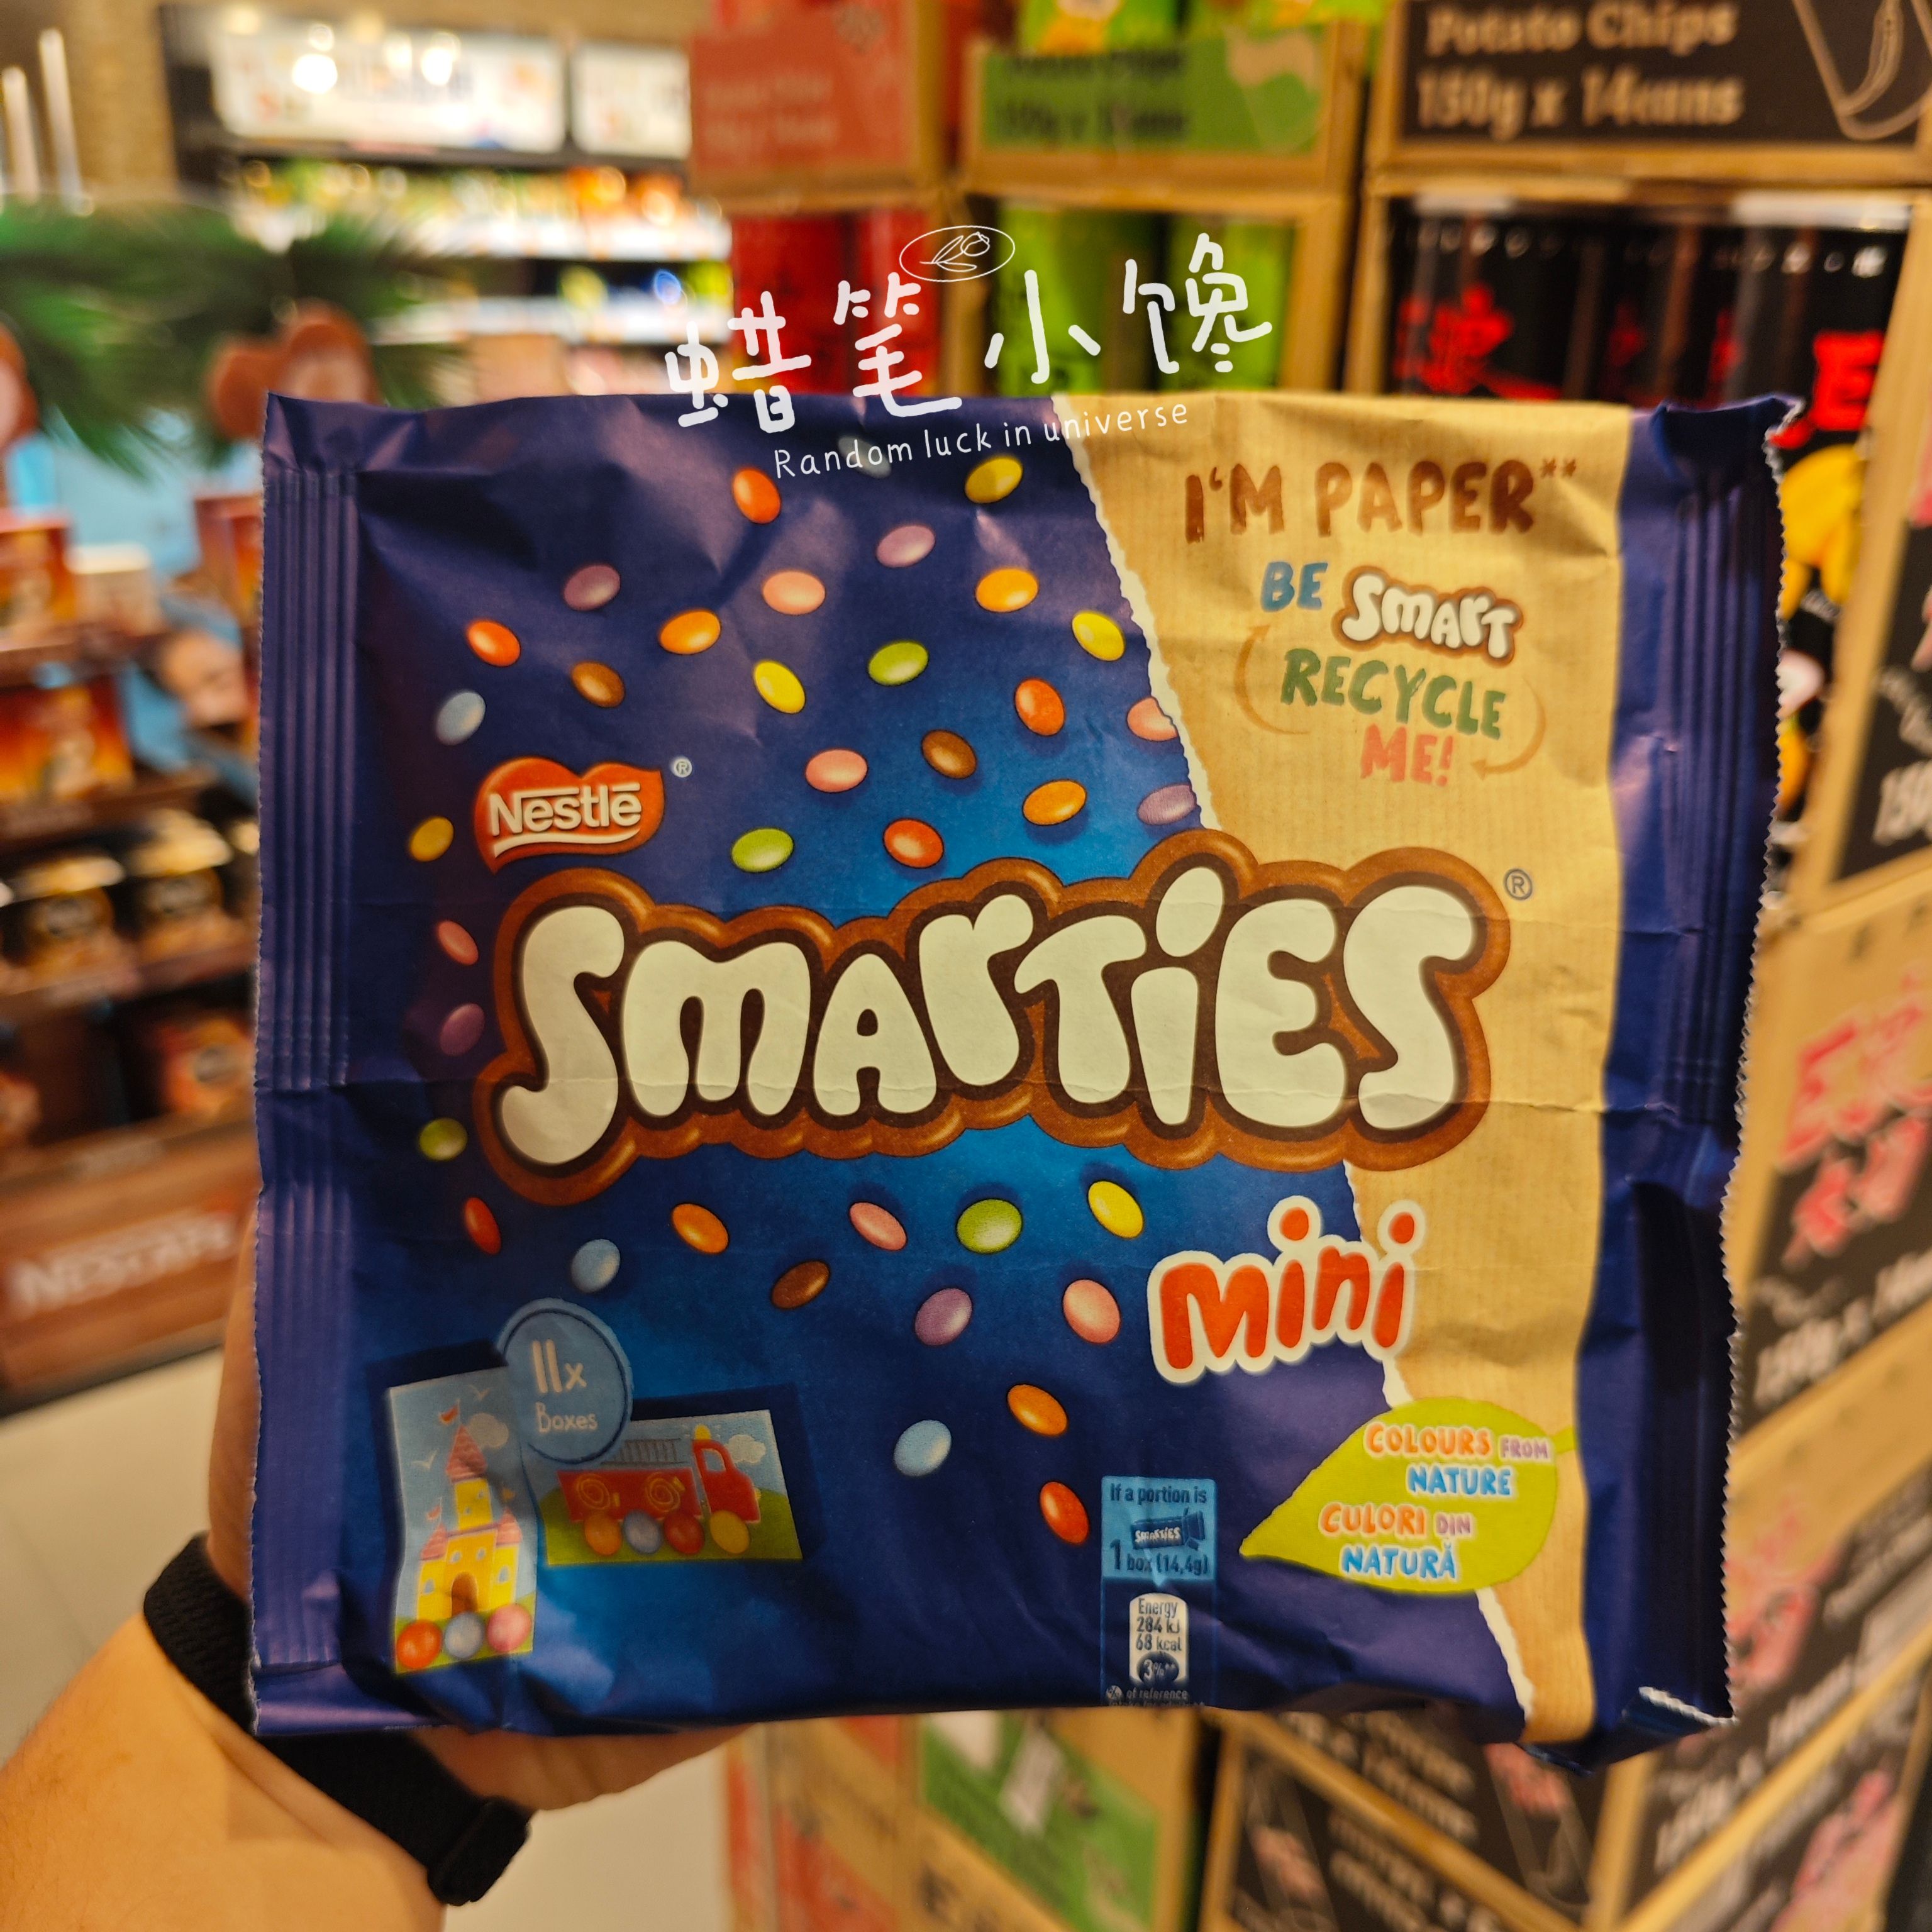 Potato Chips
150g x 14cans
蜡笔小馋
Random luck in universe
I'M PAPER**
BE SMART
RECYCLE
ME!
Nestlé®
SMARTIES®
mini
11x
Boxes
COLOURS FROM
NATURE
CULORI DIN
NATURĂ
If a portion is
SMARTIES
1 box (14,4g)
Energy
284 kJ
68 kcal
3%**
% of reference
NESCAFÉ